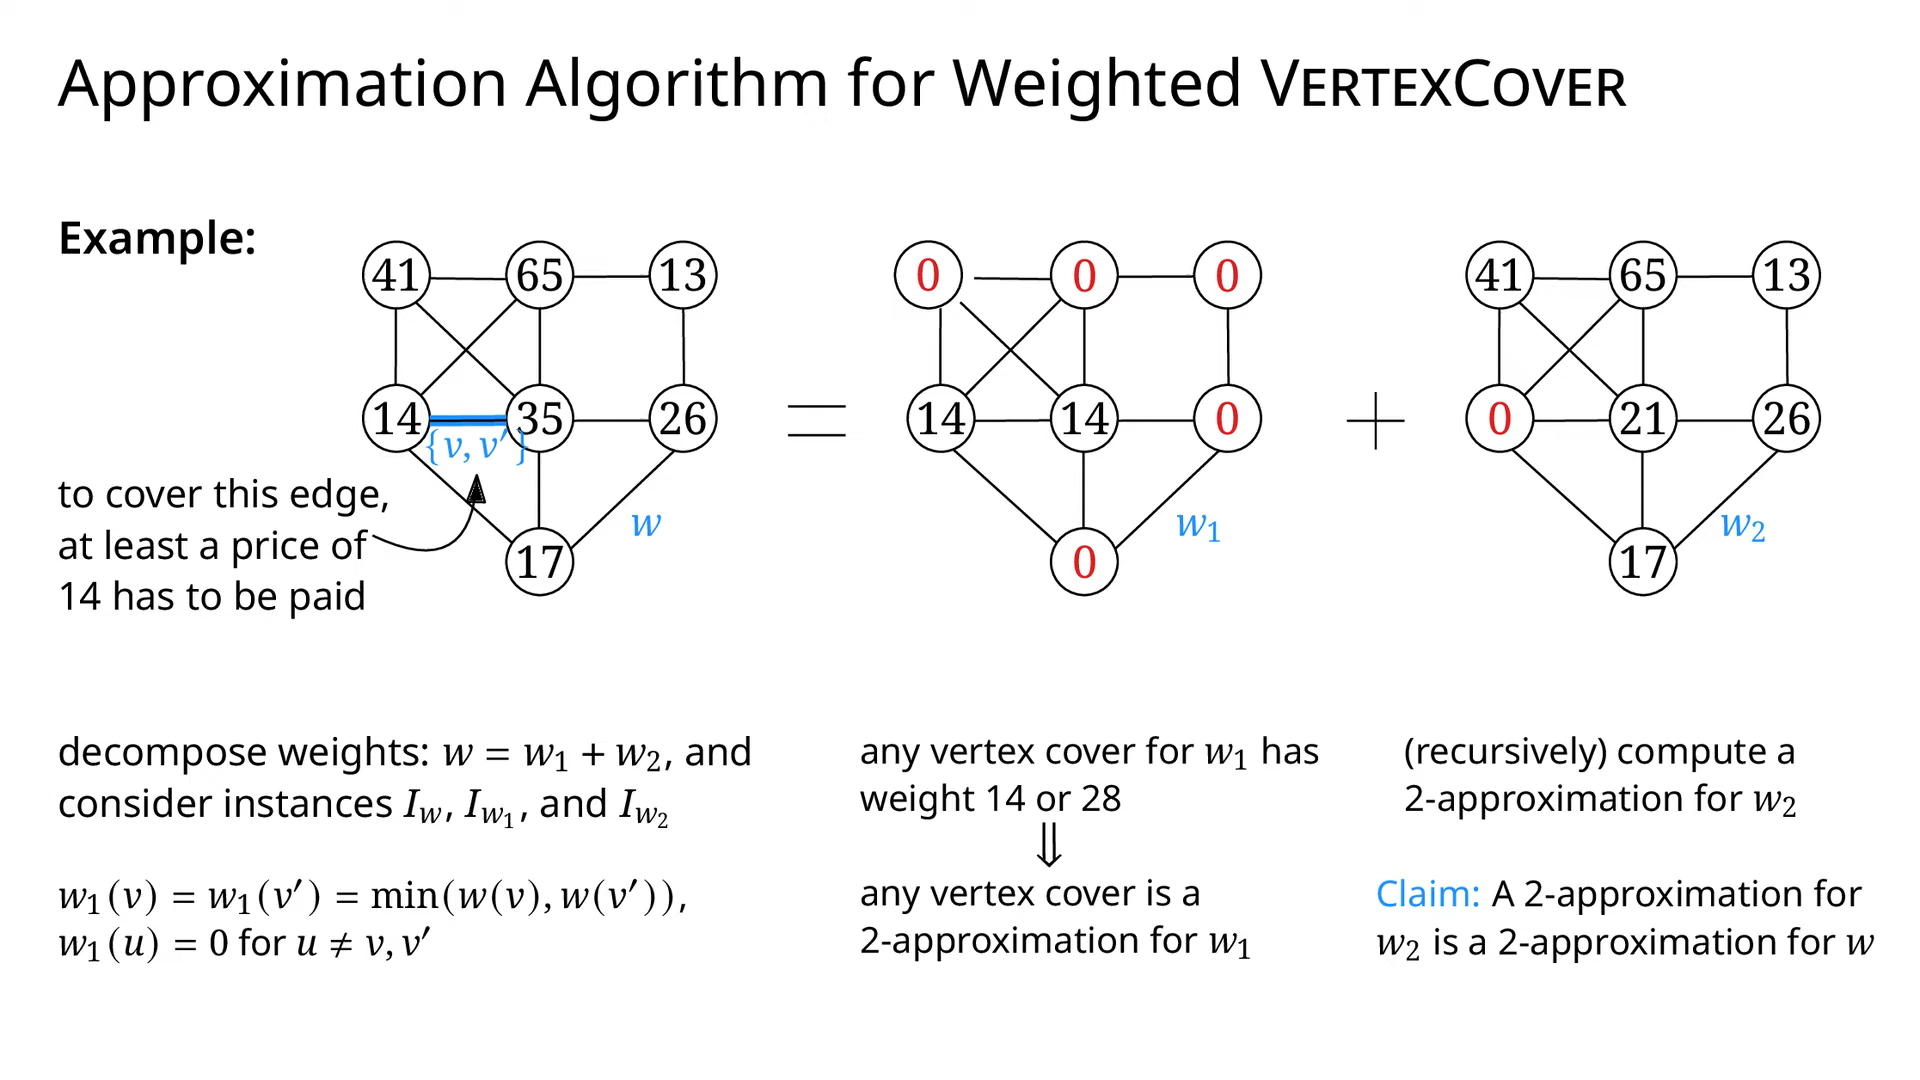 Approximation Algorithm for Weighted VERTEXCOVER
Example:
41 65 13
14 35 26
{v, v′}
17
w
=
0 0 0
14 14 0
0
w₁
+
41 65 13
0 21 26
17
w₂
to cover this edge,
at least a price of
14 has to be paid
decompose weights: w = w₁ + w₂, and
consider instances I_w, I_w₁, and I_w₂
w₁(v) = w₁(v′) = min(w(v), w(v′)),
w₁(u) = 0 for u ≠ v, v′
any vertex cover for w₁ has
weight 14 or 28
⇓
any vertex cover is a
2-approximation for w₁
(recursively) compute a
2-approximation for w₂
Claim: A 2-approximation for
w₂ is a 2-approximation for w